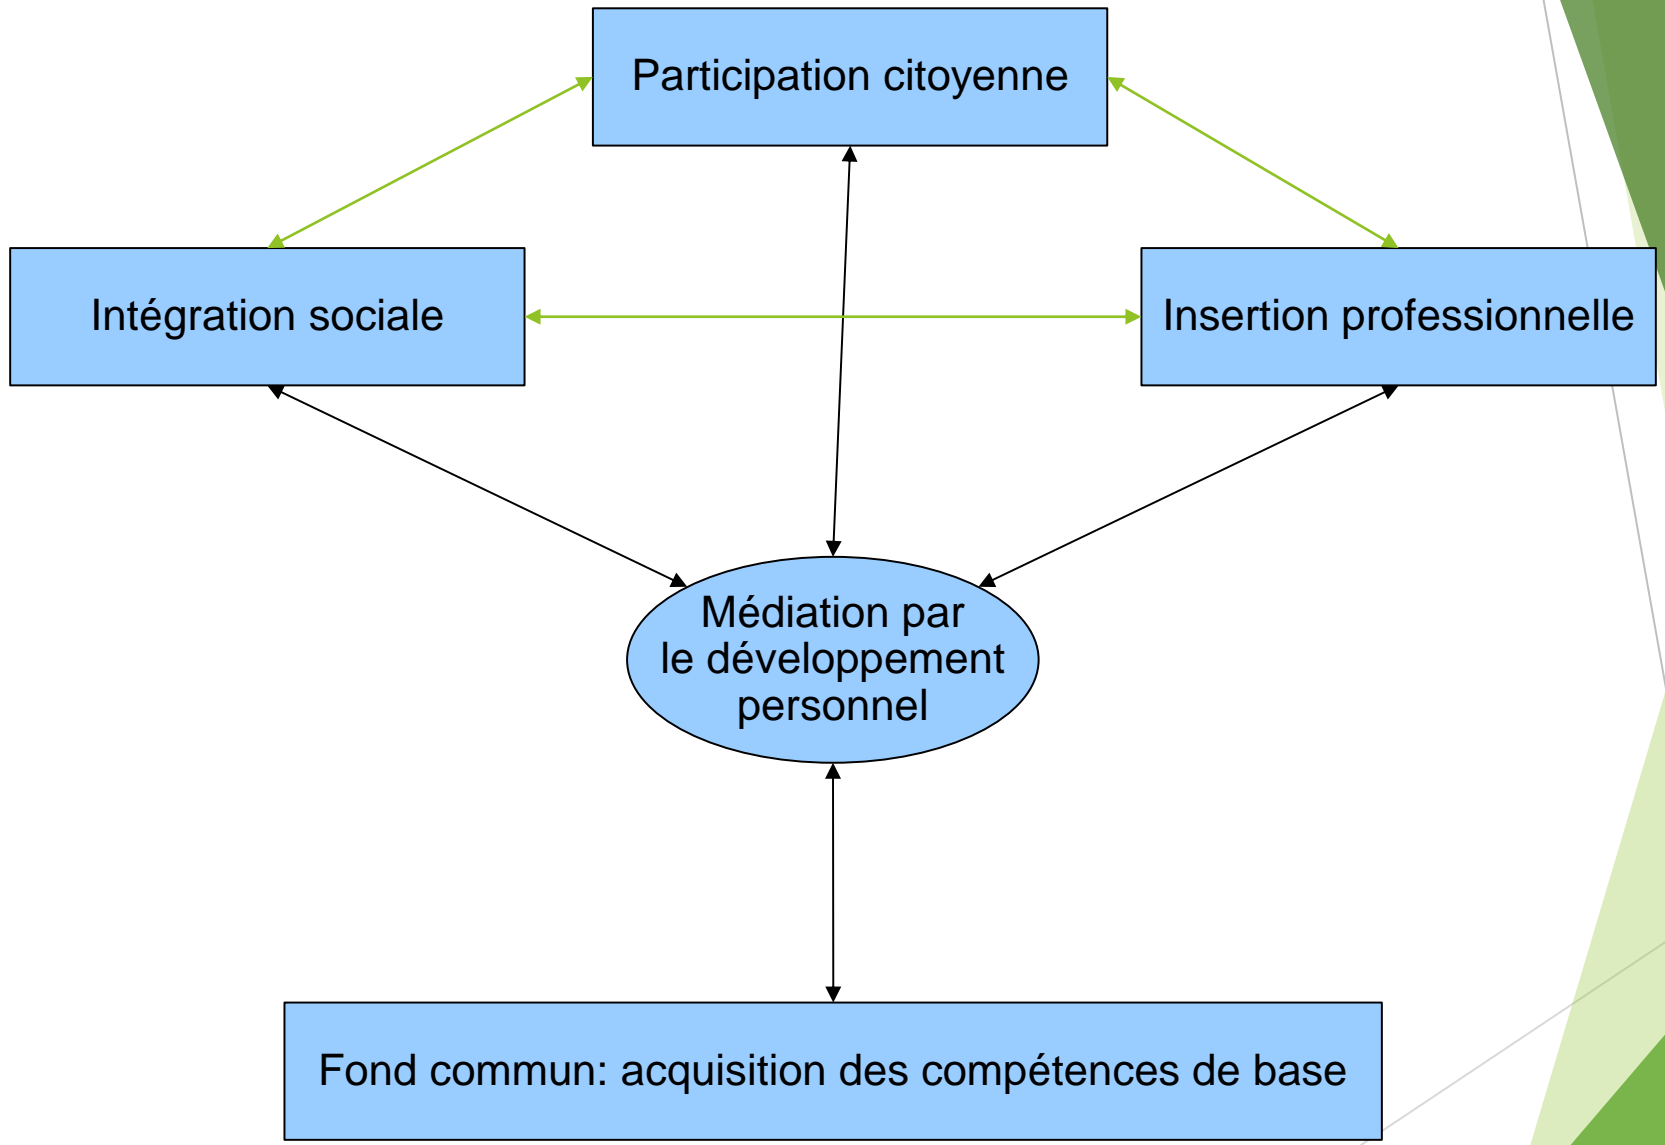 Participation citoyenne
Intégration sociale
Insertion professionnelle
Médiation par
le développement
personnel
Fond commun: acquisition des compétences de base